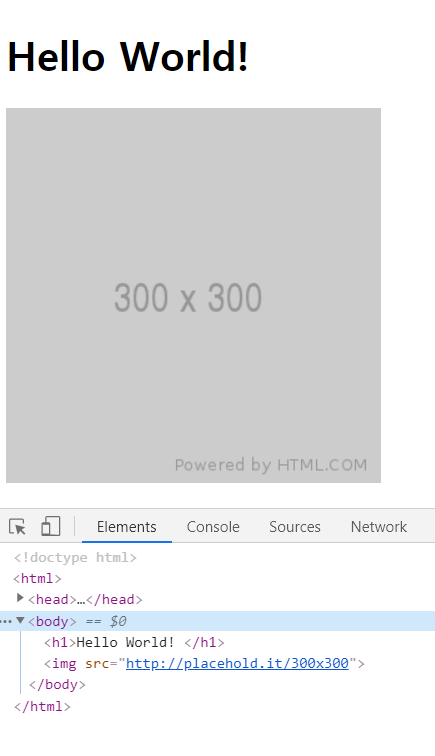 Hello World!
300 x 300
Powered by HTML.COM
Elements Console Sources Network
<!doctype html>
<html>
<head>…</head>
<body> == $0
<h1>Hello World! </h1>
<img src="http://placehold.it/300x300">
</body>
</html>